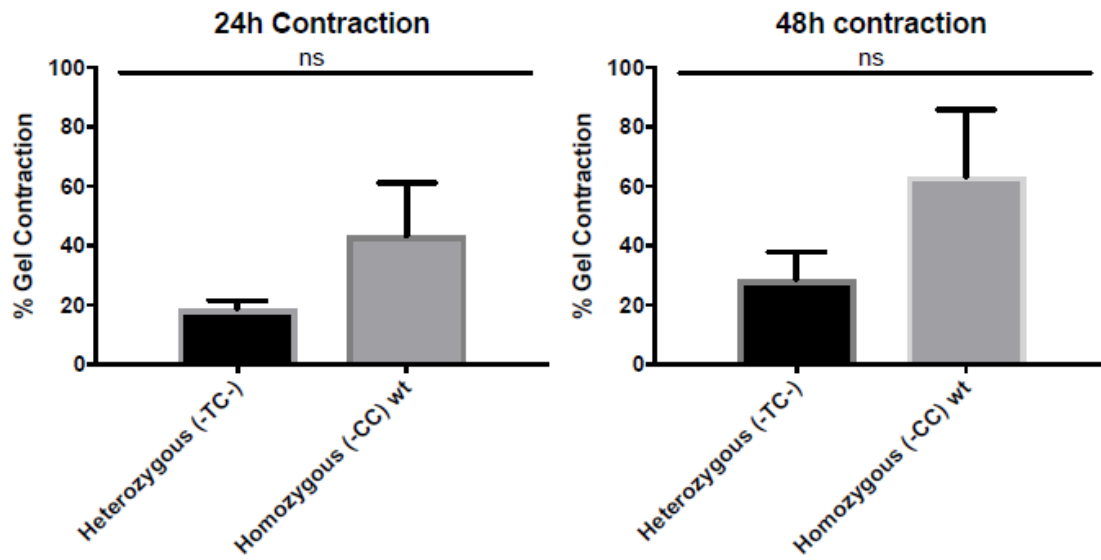 24h Contraction
ns
% Gel Contraction
100
80
60
40
20
0
Heterozygous (-TC-)
Homozygous (-CC) wt
48h contraction
ns
% Gel Contraction
100
80
60
40
20
0
Heterozygous (-TC-)
Homozygous (-CC) wt